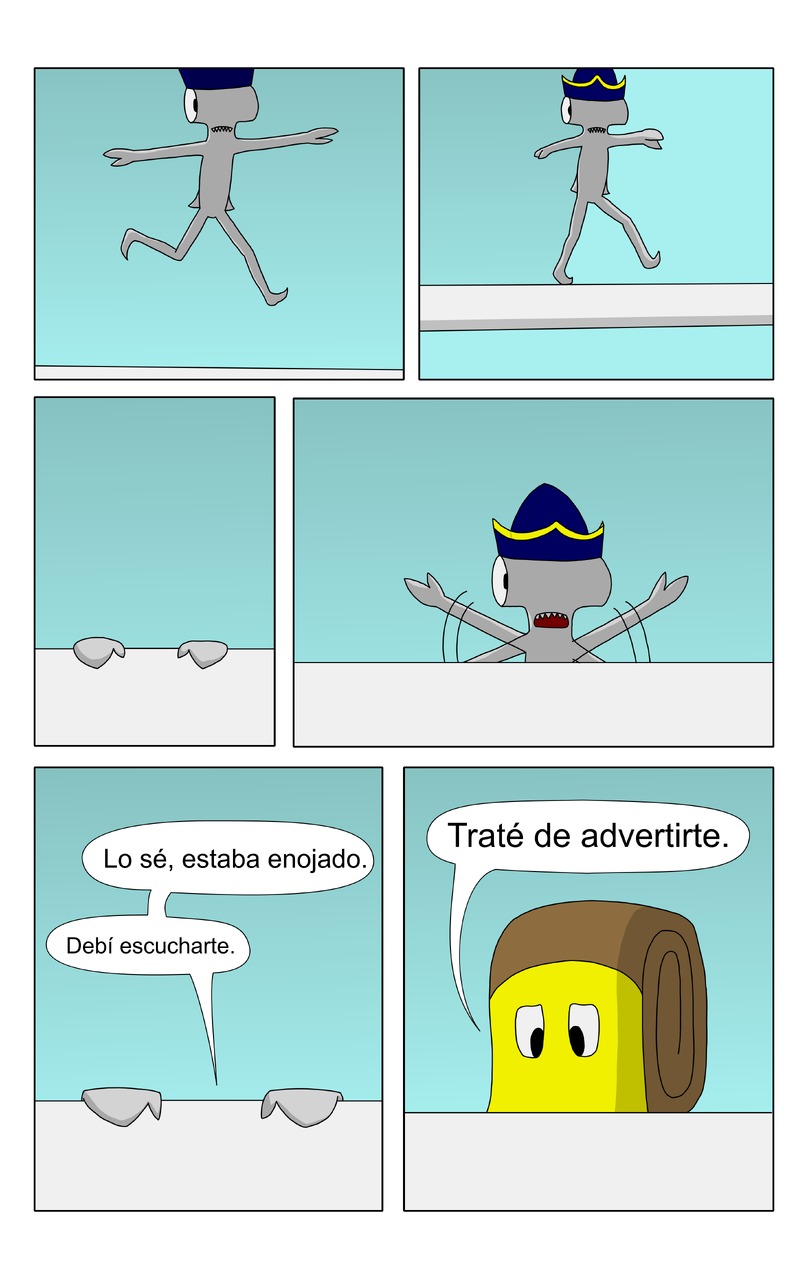 Lo sé, estaba enojado.
Debí escucharte.
Traté de advertirte.